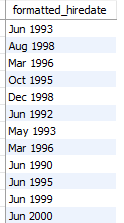 formatted_hiredate
Jun 1993
Aug 1998
Mar 1996
Oct 1995
Dec 1998
Jun 1992
May 1993
Mar 1996
Jun 1990
Jun 1995
Jun 1999
Jun 2000